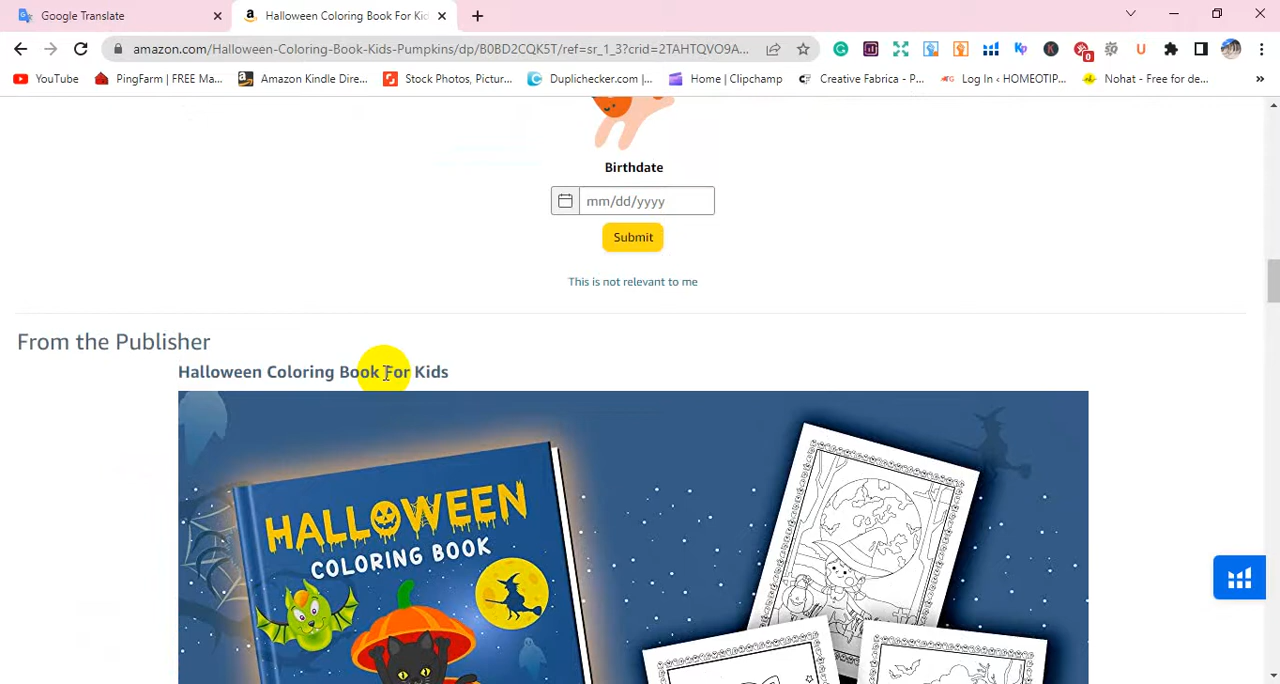 Google Translate
Halloween Coloring Book For Kid
amazon.com/Halloween-Coloring-Book-Kids-Pumpkins/dp/B0BD2CQK5T/ref=sr_1_3?crid=2TAHTQVO9A...
Kp
K
0
U
YouTube
PingFarm | FREE Ma...
Amazon Kindle Dire...
Stock Photos, Pictur...
Duplichecker.com |...
Home | Clipchamp
Creative Fabrica - P...
Log In ‹ HOMEOTIP...
Nohat - Free for de...
»
Birthdate
mm/dd/yyyy
Submit
This is not relevant to me
From the Publisher
Halloween Coloring Book For Kids
HALLOWEEN
COLORING BOOK